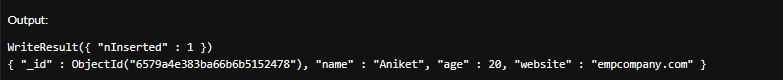 Output:
WriteResult({ "nInserted" : 1 })
{ "_id" : ObjectId("6579a4e383ba66b6b5152478"), "name" : "Aniket", "age" : 20, "website" : "empcompany.com" }